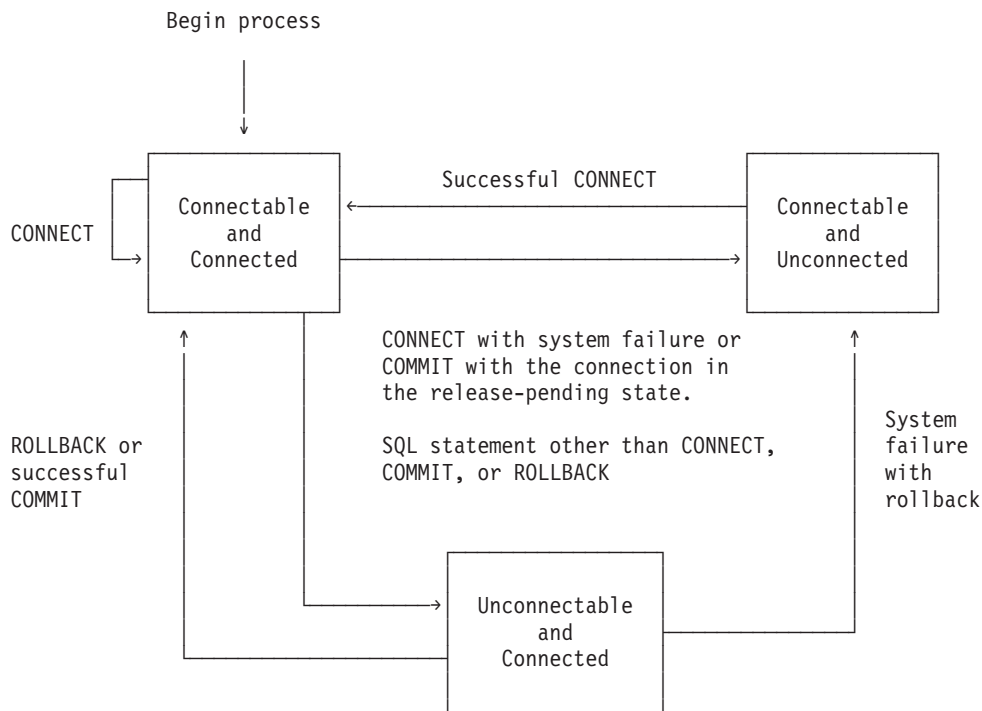 Begin process
Successful CONNECT
Connectable
and
Connected
Connectable
and
Unconnected
CONNECT
CONNECT with system failure or
COMMIT with the connection in
the release-pending state.
ROLLBACK or
successful
COMMIT
SQL statement other than CONNECT,
COMMIT, or ROLLBACK
System
failure
with
rollback
Unconnectable
and
Connected